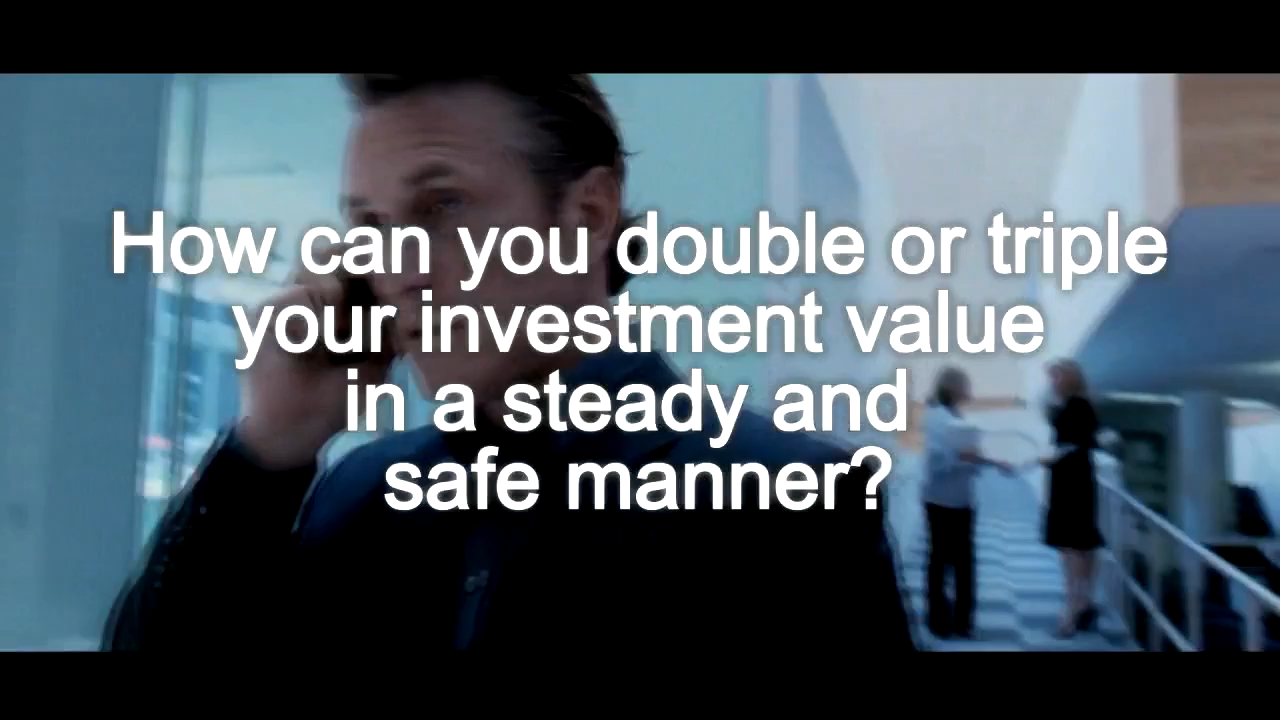 How can you double or triple
your investment value
in a steady and
safe manner?